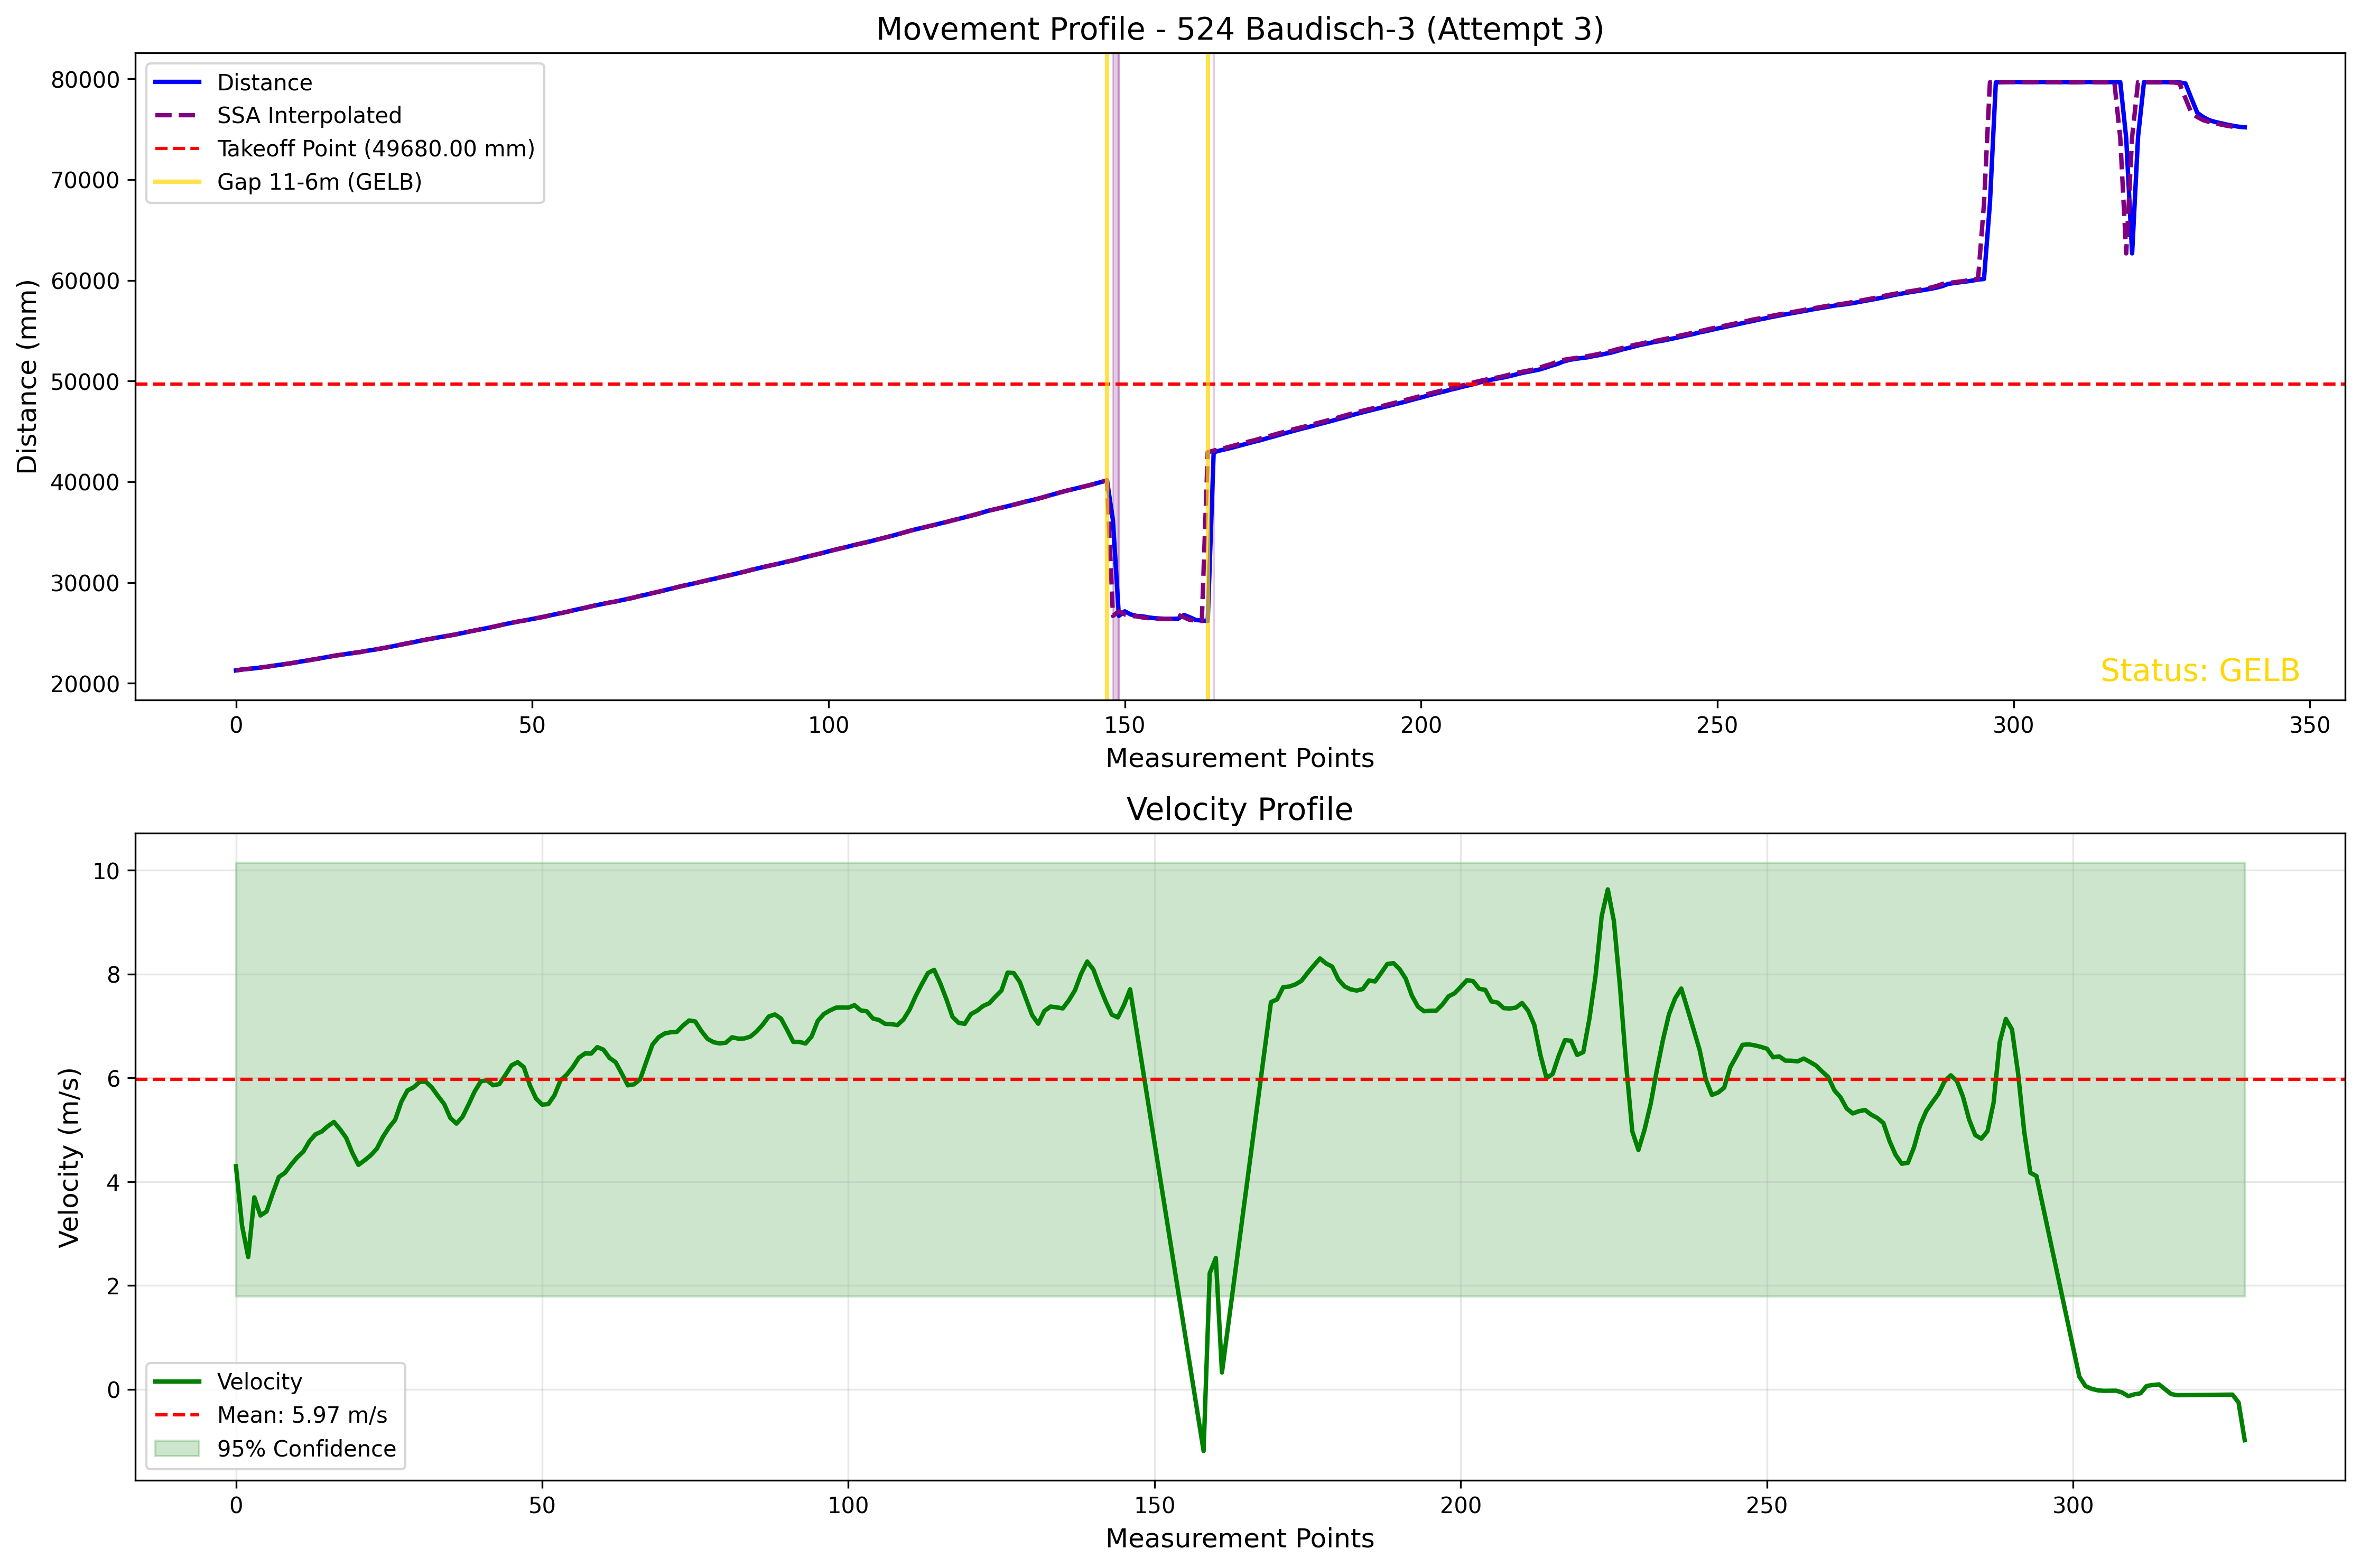 Movement Profile - 524 Baudisch-3 (Attempt 3)
Distance
SSA Interpolated
Takeoff Point (49680.00 mm)
Gap 11-6m (GELB)
Distance (mm)
80000
70000
60000
50000
40000
30000
20000
Status: GELB
0 50 100 150 200 250 300 350
Measurement Points
Velocity Profile
Velocity (m/s)
10
8
6
4
2
0
Velocity
Mean: 5.97 m/s
95% Confidence
0 50 100 150 200 250 300
Measurement Points